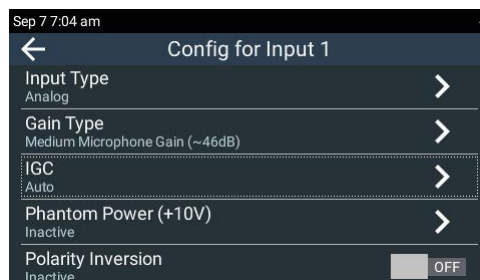 Sep 7 7:04 am
Config for Input 1
Input Type
Analog
Gain Type
Medium Microphone Gain (~46dB)
IGC
Auto
Phantom Power (+10V)
Inactive
Polarity Inversion
OFF
Inactive